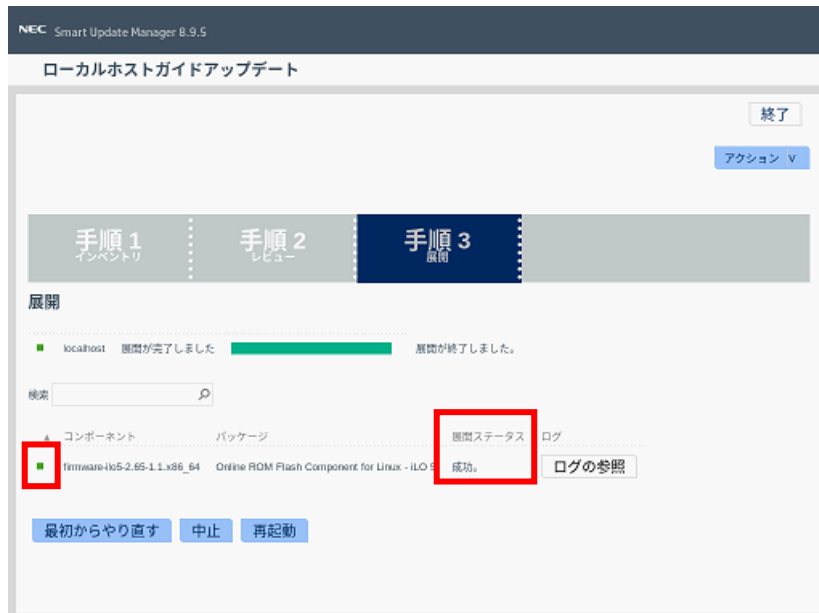 NEC Smart Update Manager 8.9.5
ローカルホストガイドアップデート
終了
アクション ∨
手順 1
インベントリ
手順 2
レビュー
手順 3
展開
展開
localhost 展開が完了しました 展開が終了しました。
検索
コンポーネント パッケージ 展開ステータス ログ
firmware-ilo5-2.65-1.1.x86_64 Online ROM Flash Component for Linux - iLO 5 成功。 ログの参照
最初からやり直す 中止 再起動